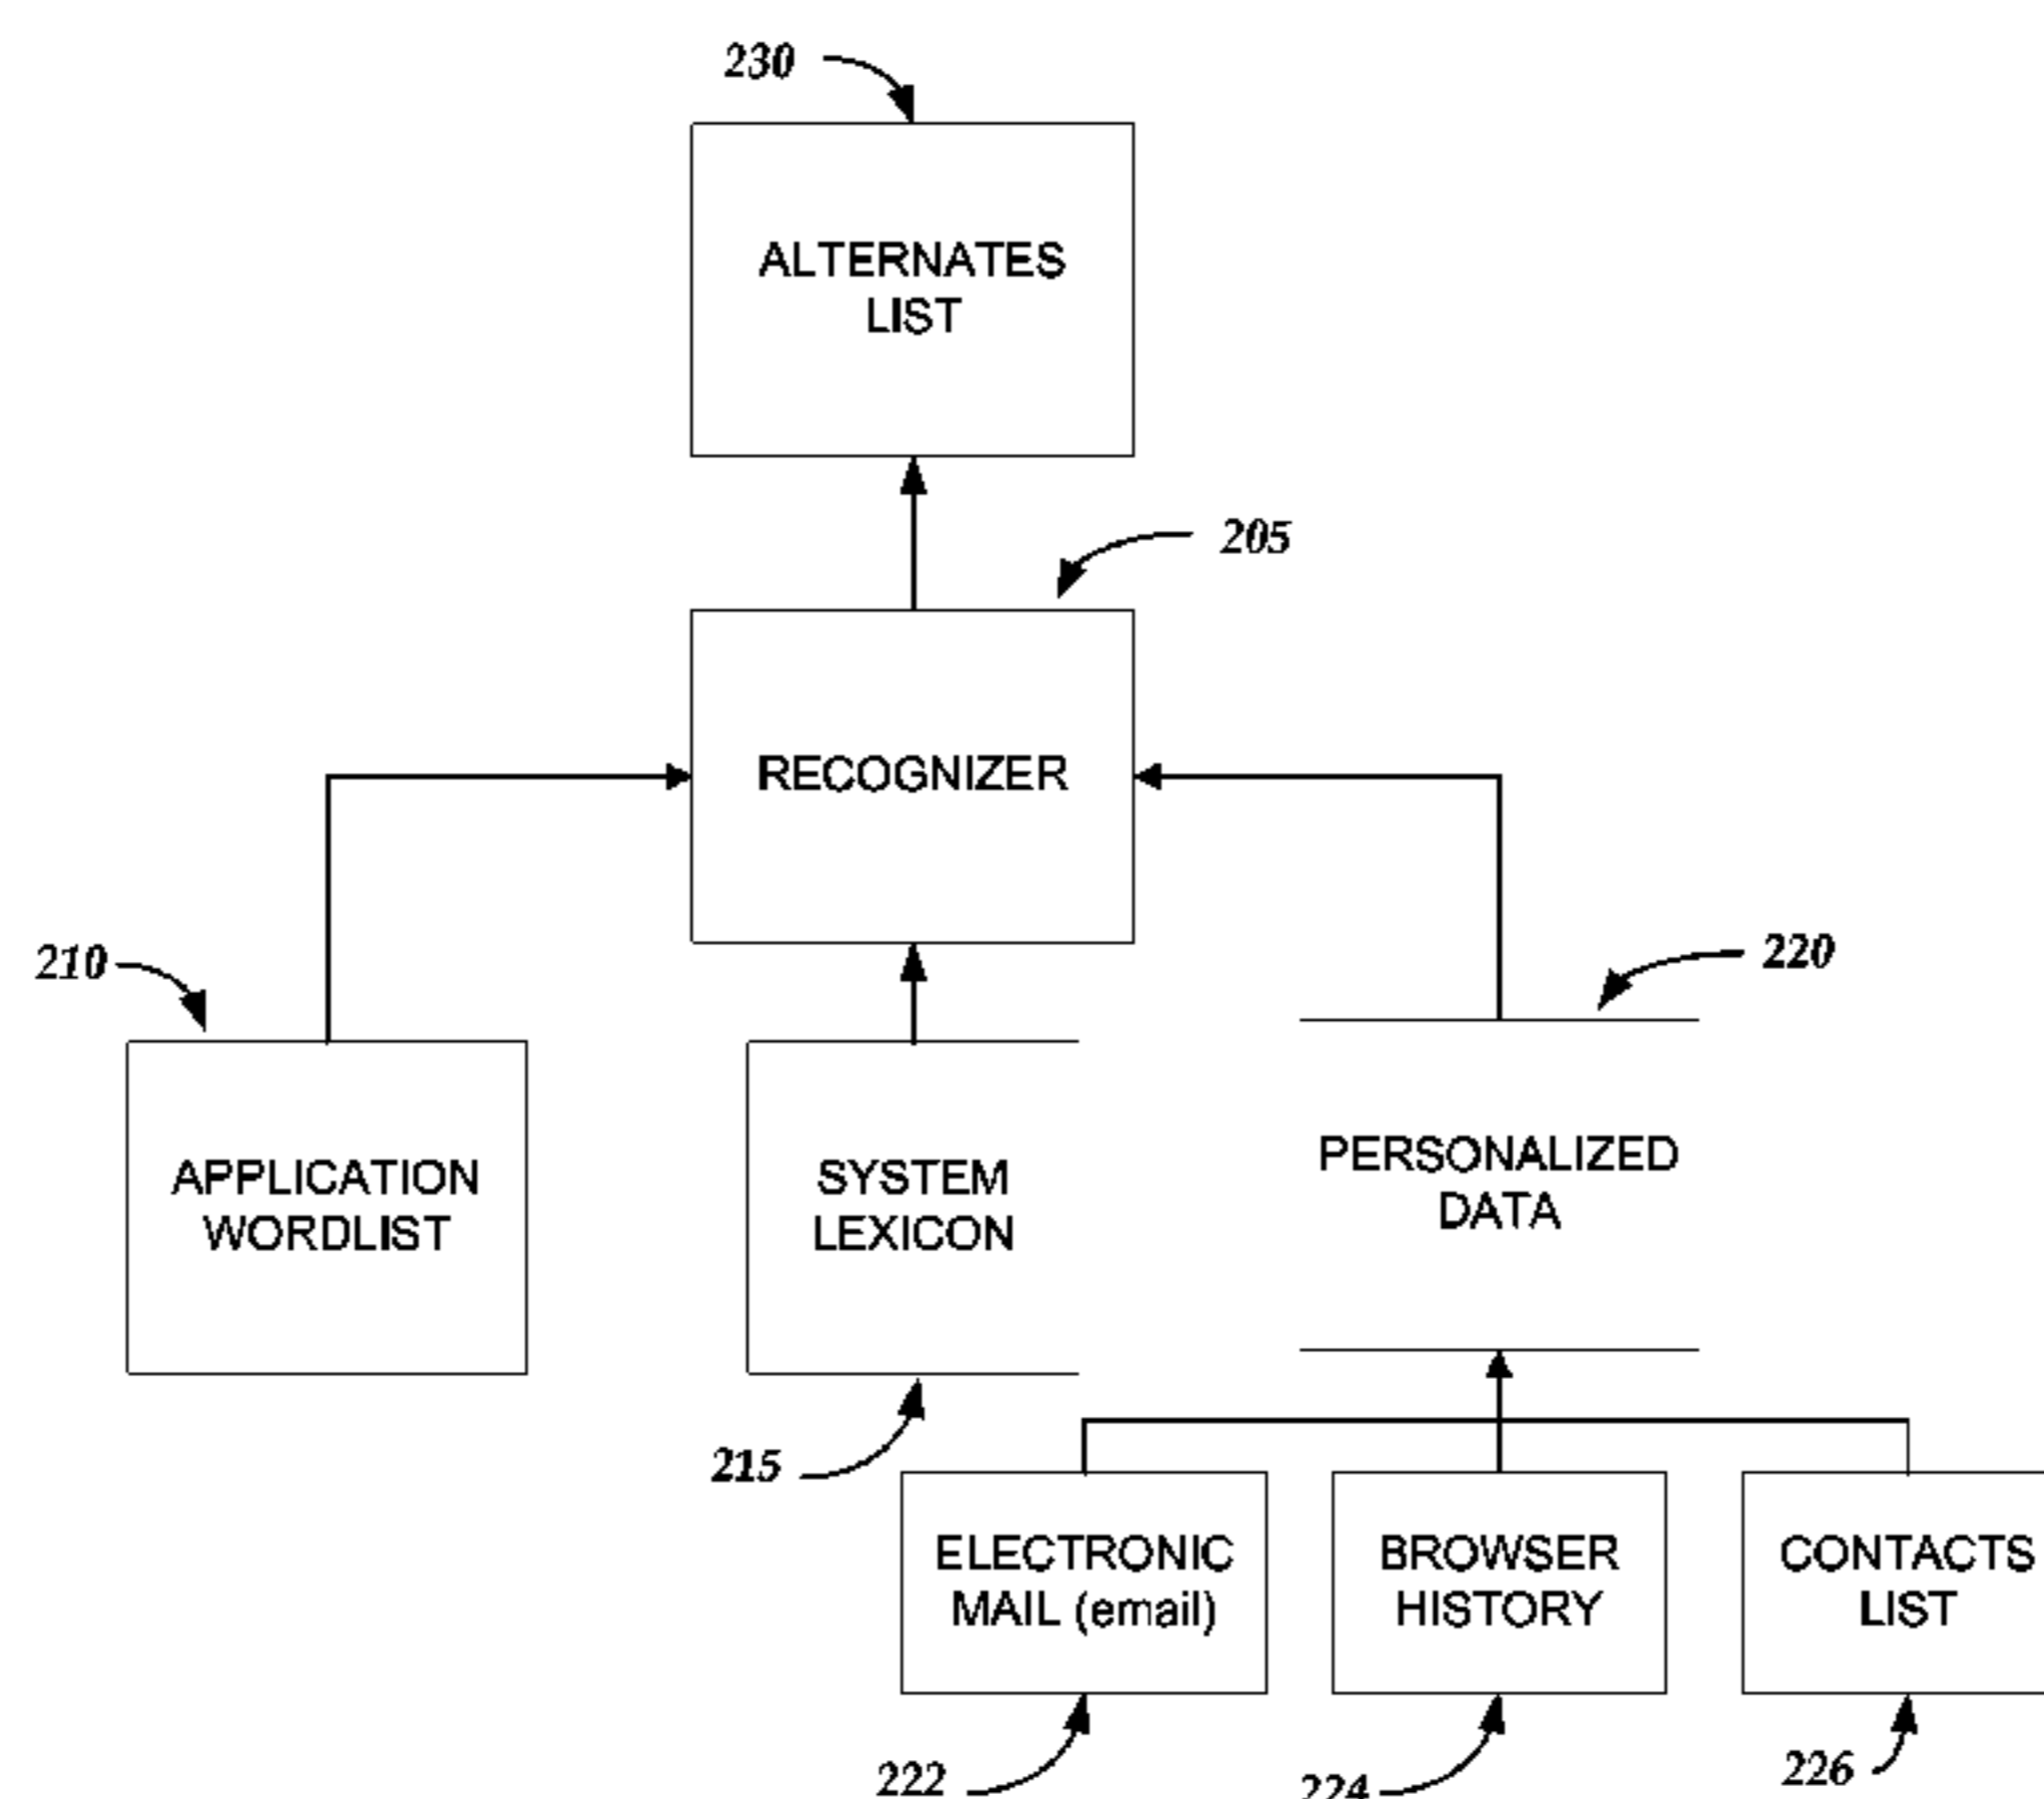 230
ALTERNATES
LIST
205
RECOGNIZER
210
220
APPLICATION
WORDLIST
SYSTEM
LEXICON
PERSONALIZED
DATA
215
ELECTRONIC
MAIL (email)
BROWSER
HISTORY
CONTACTS
LIST
222
224
226